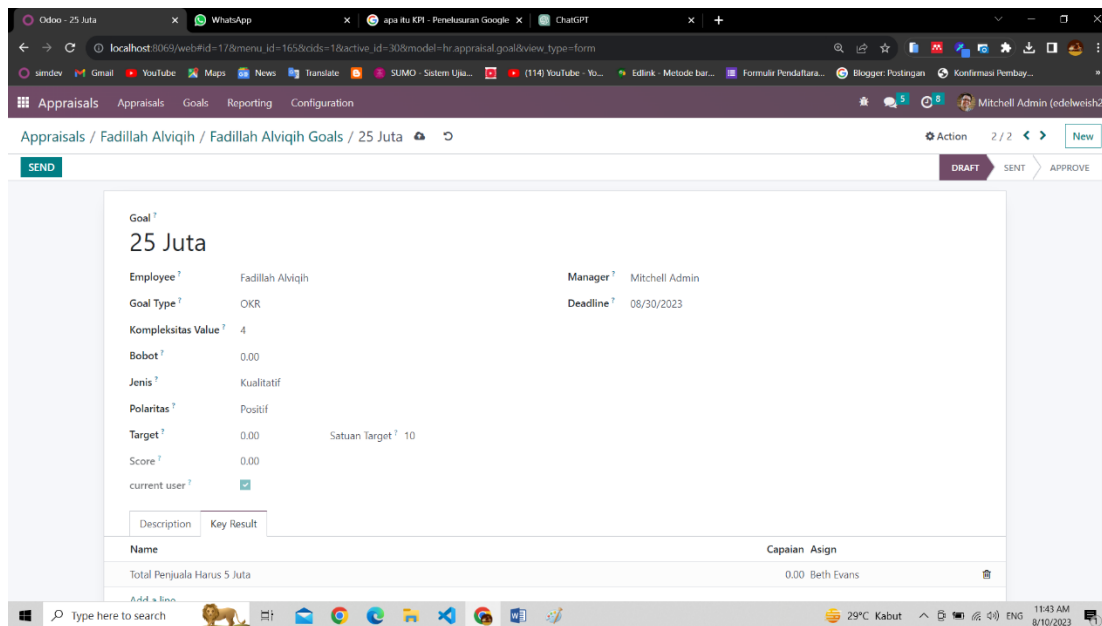 Odoo - 25 Juta WhatsApp apa itu KPI - Penelusuran Google ChatGPT
localhost:8069/web#id=17&menu_id=165&cids=1&active_id=30&model=hr.appraisal.goal&view_type=form
simdev Gmail YouTube Maps News Translate SUMO - Sistem Ujia... (114) YouTube - Yo... Edlink - Metode bar... Formulir Pendaftara... Blogger: Postingan Konfirmasi Pembay...
Appraisals Appraisals Goals Reporting Configuration 5 8 Mitchell Admin (edelweish2
Appraisals / Fadillah Alviqih / Fadillah Alviqih Goals / 25 Juta Action 2 / 2 New
SEND DRAFT SENT APPROVE
Goal ?
25 Juta
Employee ? Fadillah Alviqih Manager ? Mitchell Admin
Goal Type ? OKR Deadline ? 08/30/2023
Kompleksitas Value ? 4
Bobot ? 0.00
Jenis ? Kualitatif
Polaritas ? Positif
Target ? 0.00 Satuan Target ? 10
Score ? 0.00
current user ?
Description Key Result
Name Capaian Asign
Total Penjuala Harus 5 Juta 0.00 Beth Evans
Add a line
Type here to search 29°C Kabut ENG 11:43 AM
8/10/2023